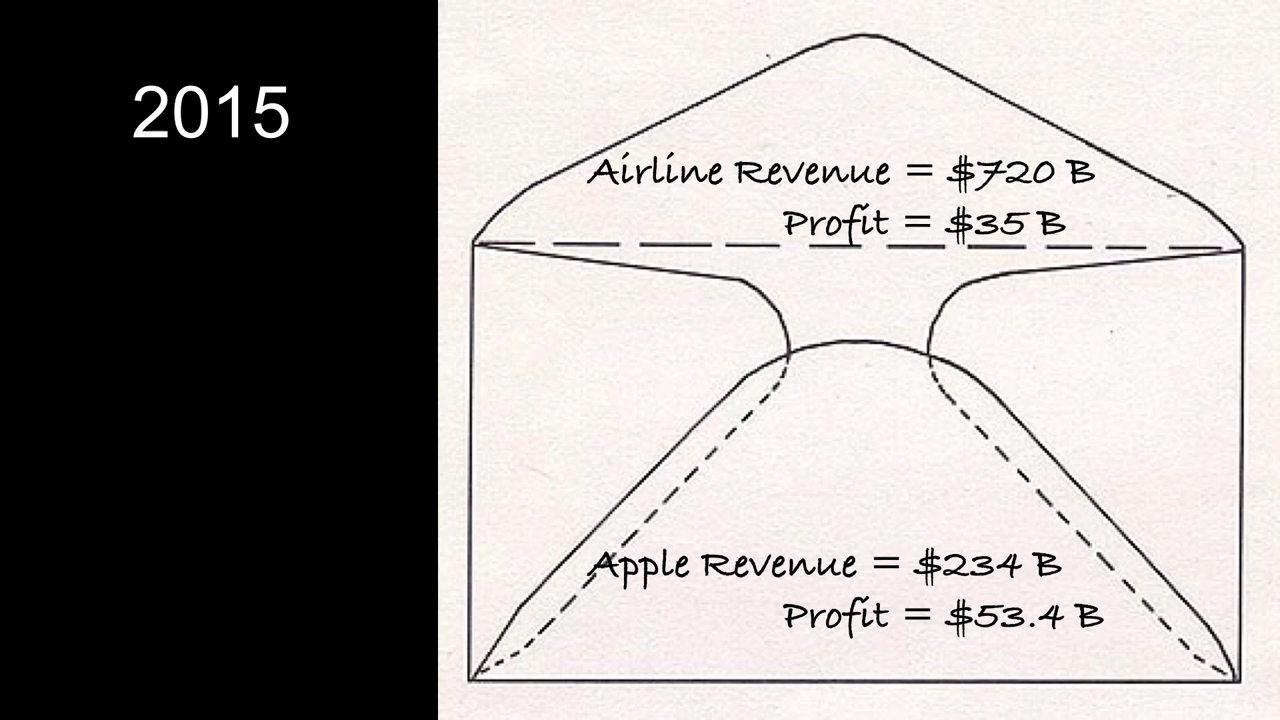 2015
Airline Revenue = $720 B
Profit = $35 B
Apple Revenue = $234 B
Profit = $53.4 B